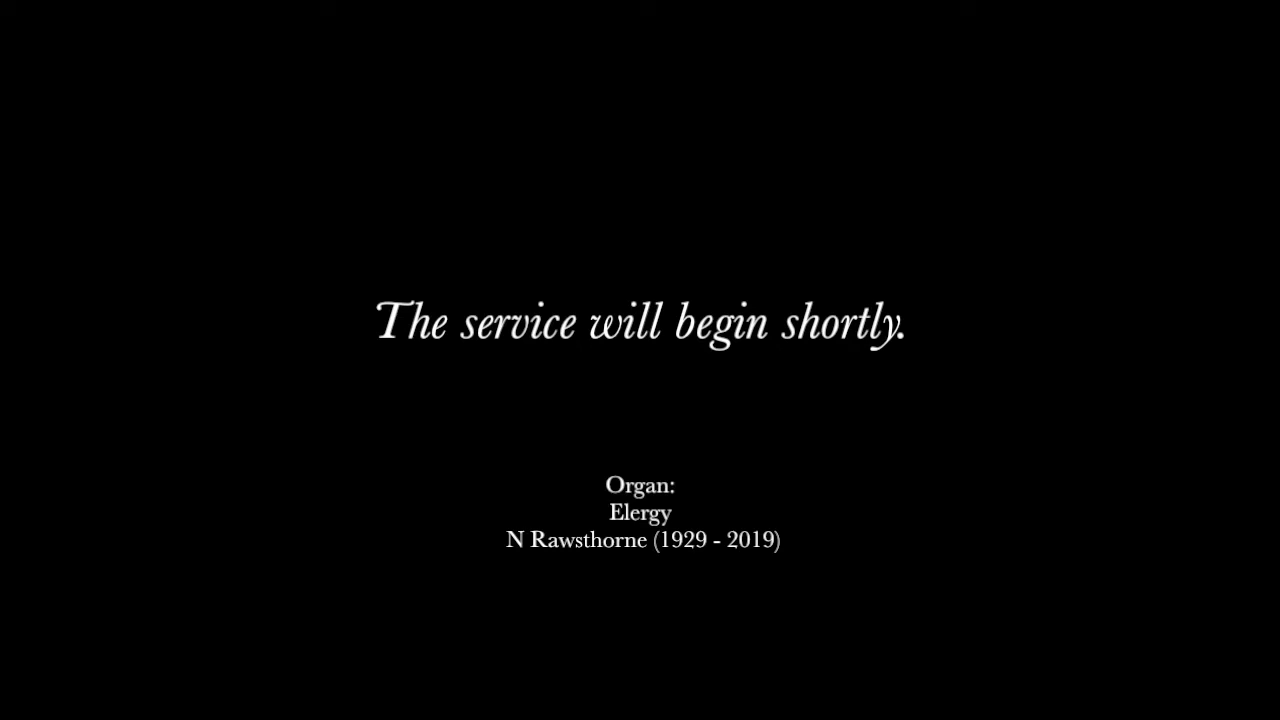 The service will begin shortly.
Organ:
Elergy
N Rawsthorne (1929 - 2019)